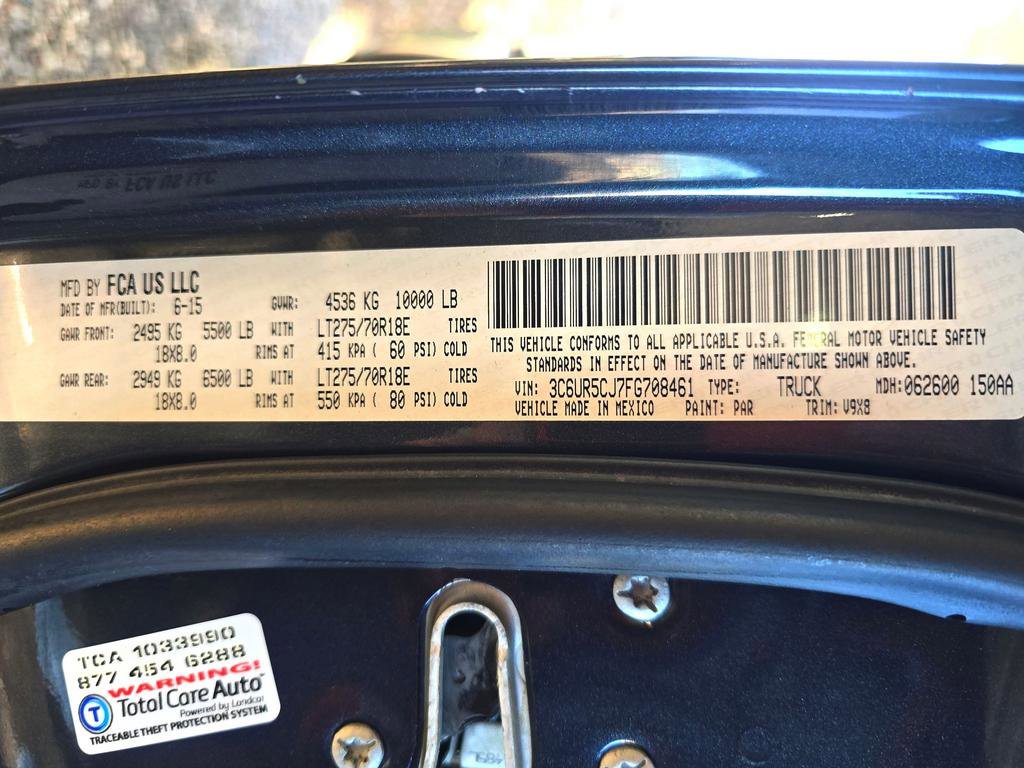 MFD BY FCA US LLC
DATE OF MFR(BUILT): 6-15 GVWR: 4536 KG 10000 LB
GAWR FRONT: 2495 KG 5500 LB WITH LT275/70R18E TIRES
18X8.0 RIMS AT 415 KPA ( 60 PSI) COLD
GAWR REAR: 2949 KG 6500 LB WITH LT275/70R18E TIRES
18X8.0 RIMS AT 550 KPA ( 80 PSI) COLD
THIS VEHICLE CONFORMS TO ALL APPLICABLE U.S.A. FEDERAL MOTOR VEHICLE SAFETY
STANDARDS IN EFFECT ON THE DATE OF MANUFACTURE SHOWN ABOVE.
VIN: 3C6UR5CJ7FG708461 TYPE: TRUCK MDH: 062600 150AA
VEHICLE MADE IN MEXICO PAINT: PAR TRIM: V9X8
TCA 1033990
877 454 6288
WARNING!
T Total Care Auto™
Powered by Landcar
TRACEABLE THEFT PROTECTION SYSTEM